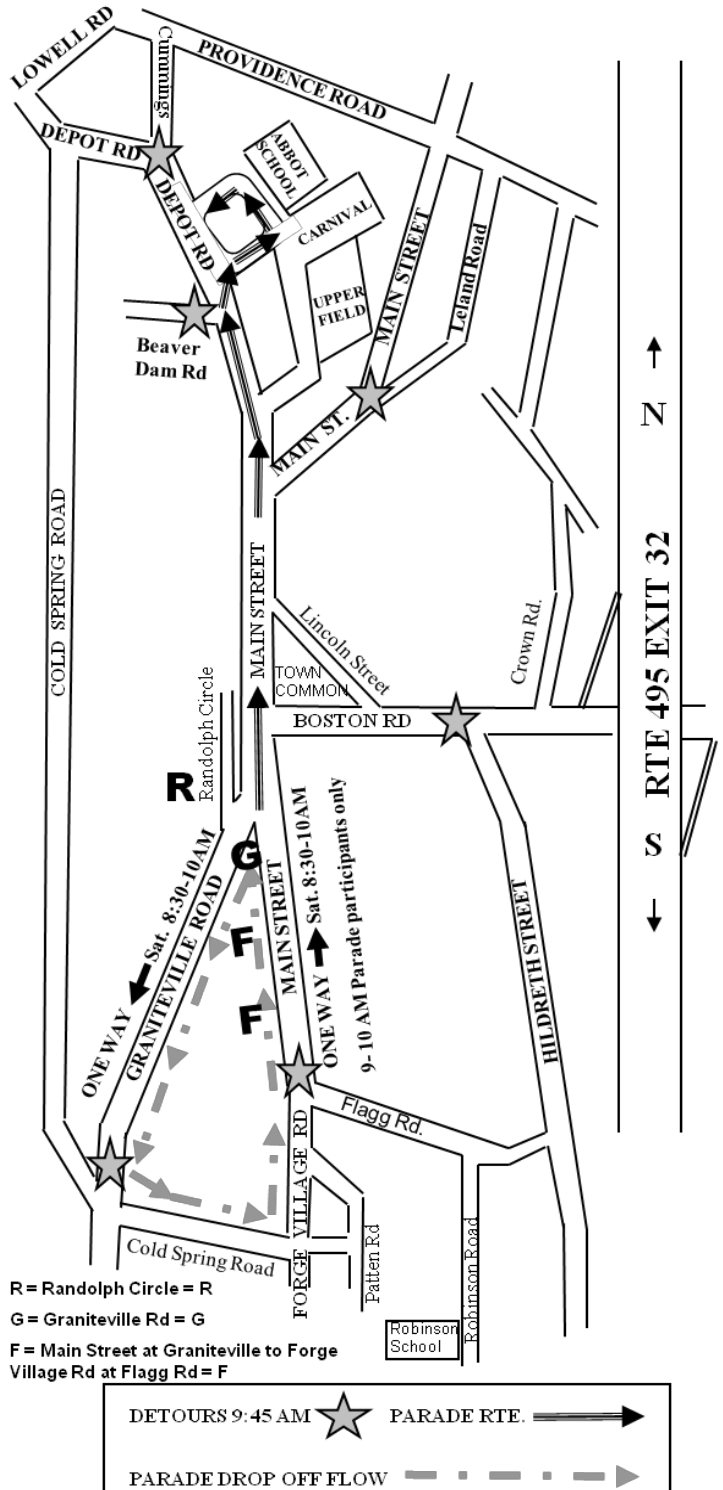 LOWELL RD
Cummings
PROVIDENCE ROAD
DEPOT RD
ABBOT
SCHOOL
DEPOT RD
CARNIVAL
UPPER
FIELD
MAIN STREET
Leland Road
Beaver
Dam Rd
N
MAIN ST.
COLD SPRING ROAD
MAIN STREET
Lincoln Street
Crown Rd.
RTE 495 EXIT 32
TOWN
COMMON
Randolph Circle
BOSTON RD
R
S
G
ONE WAY
Sat. 8:30-10AM
GRANITEVILLE ROAD
F
F
MAIN STREET
ONE WAY
Sat. 8:30-10AM
9-10 AM Parade participants only
HILDRETH STREET
Flagg Rd.
FORGE VILLAGE RD
Cold Spring Road
Patten Rd
Robinson Road
Robinson
School
R = Randolph Circle = R
G = Graniteville Rd = G
F = Main Street at Graniteville to Forge
Village Rd at Flagg Rd = F
DETOURS 9:45 AM
PARADE RTE.
PARADE DROP OFF FLOW